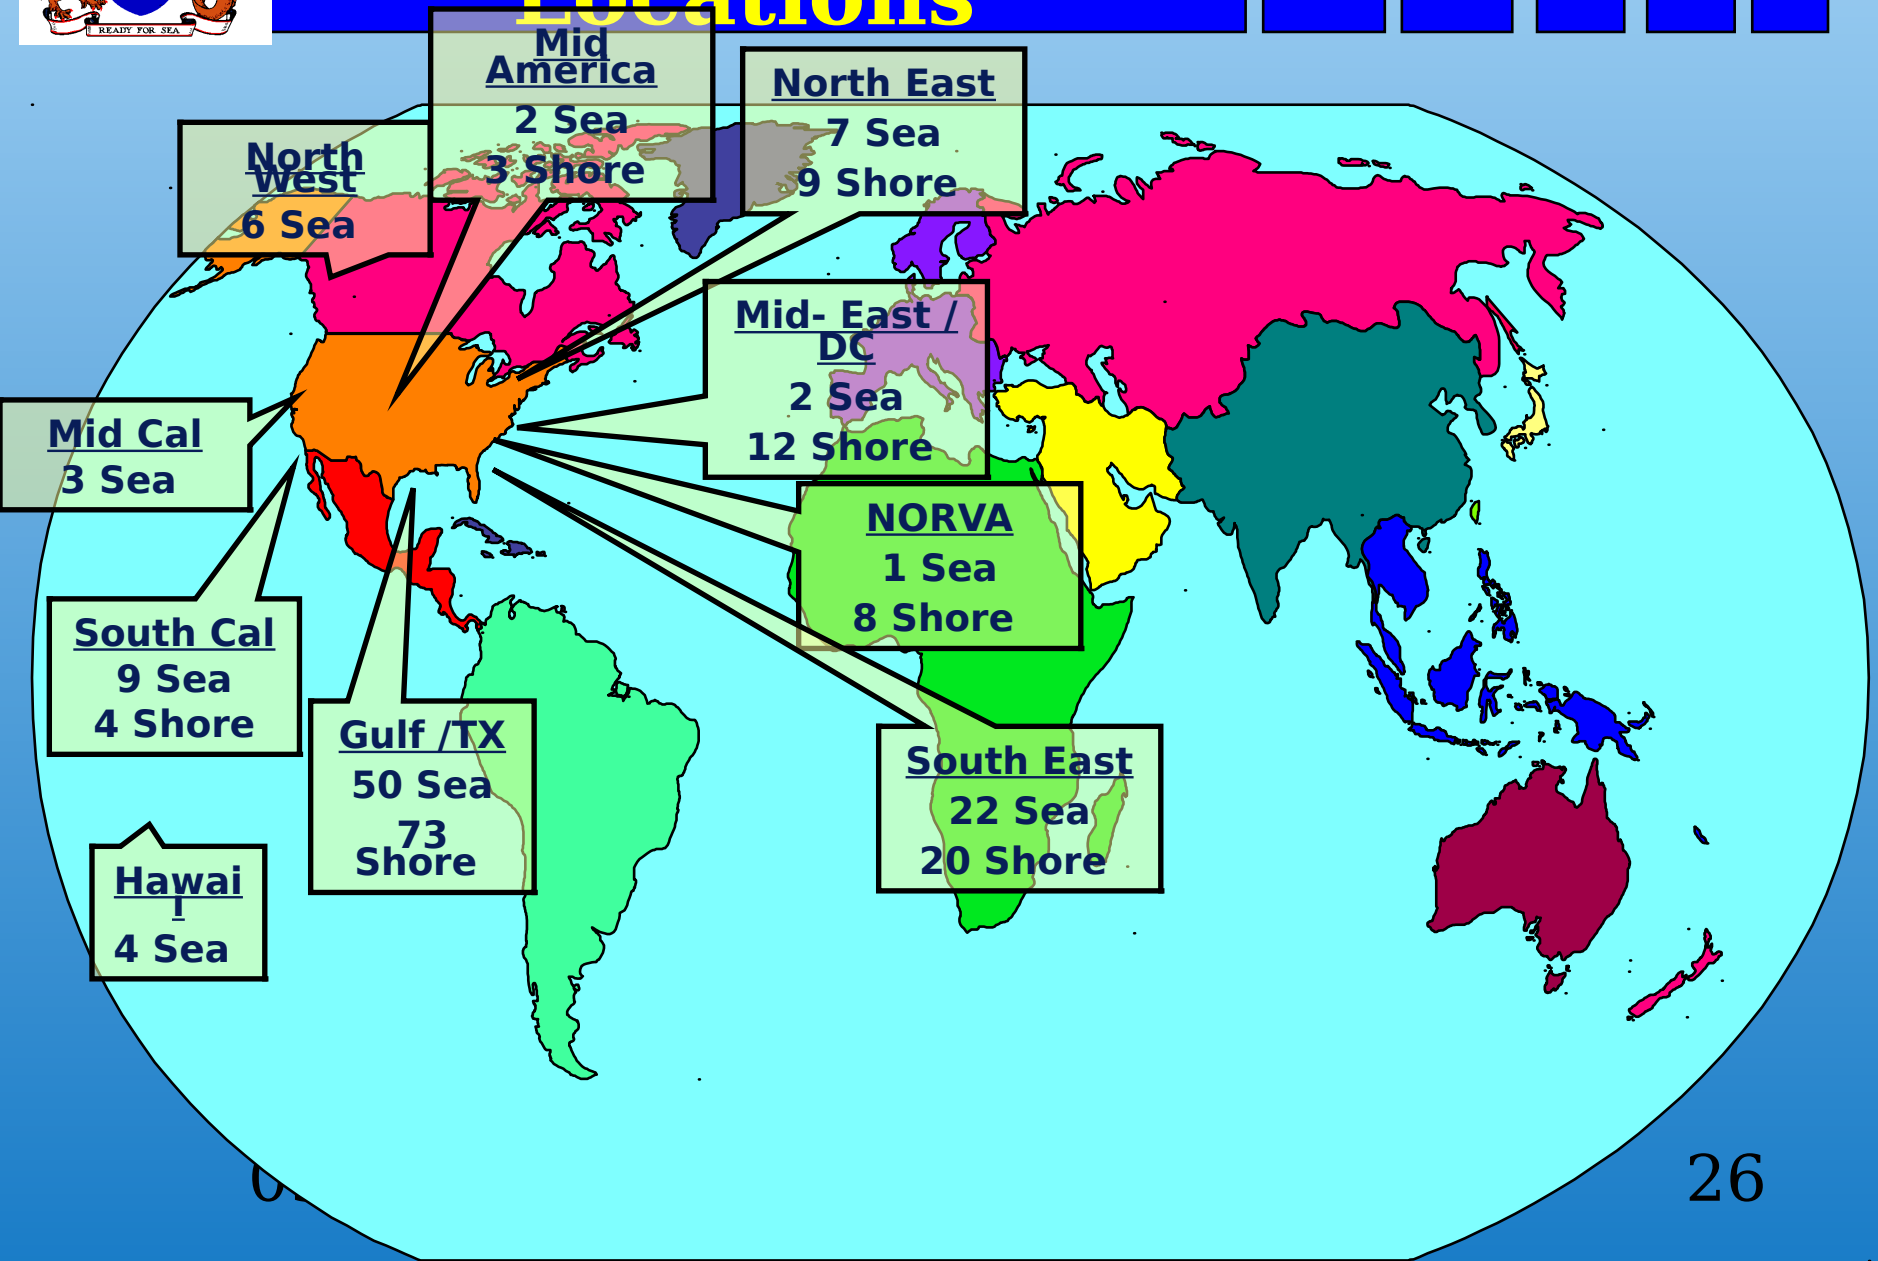 Locations
READY FOR SEA
Mid
America
2 Sea
3 Shore
North East
7 Sea
9 Shore
North
West
6 Sea
Mid- East /
DC
2 Sea
12 Shore
Mid Cal
3 Sea
NORVA
1 Sea
8 Shore
South Cal
9 Sea
4 Shore
Gulf /TX
50 Sea
73
Shore
South East
22 Sea
20 Shore
Hawai
I
4 Sea
26